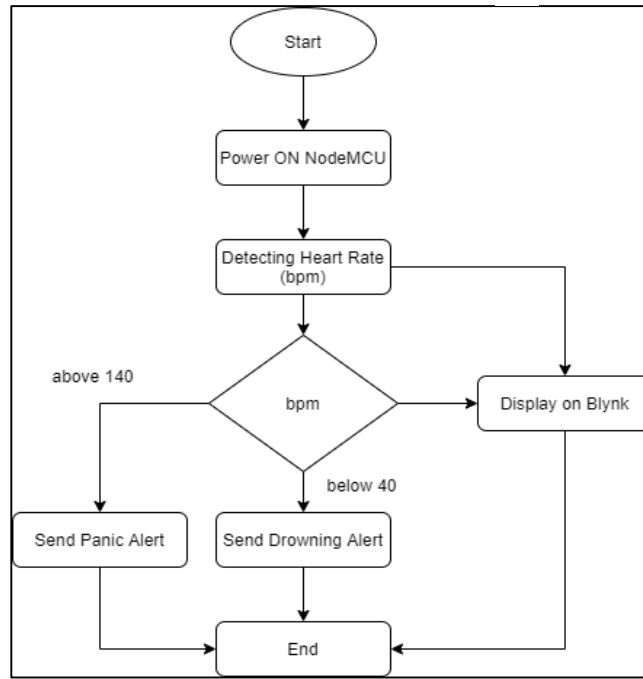 Start
Power ON NodeMCU
Detecting Heart Rate
(bpm)
above 140
bpm
Display on Blynk
below 40
Send Panic Alert
Send Drowning Alert
End